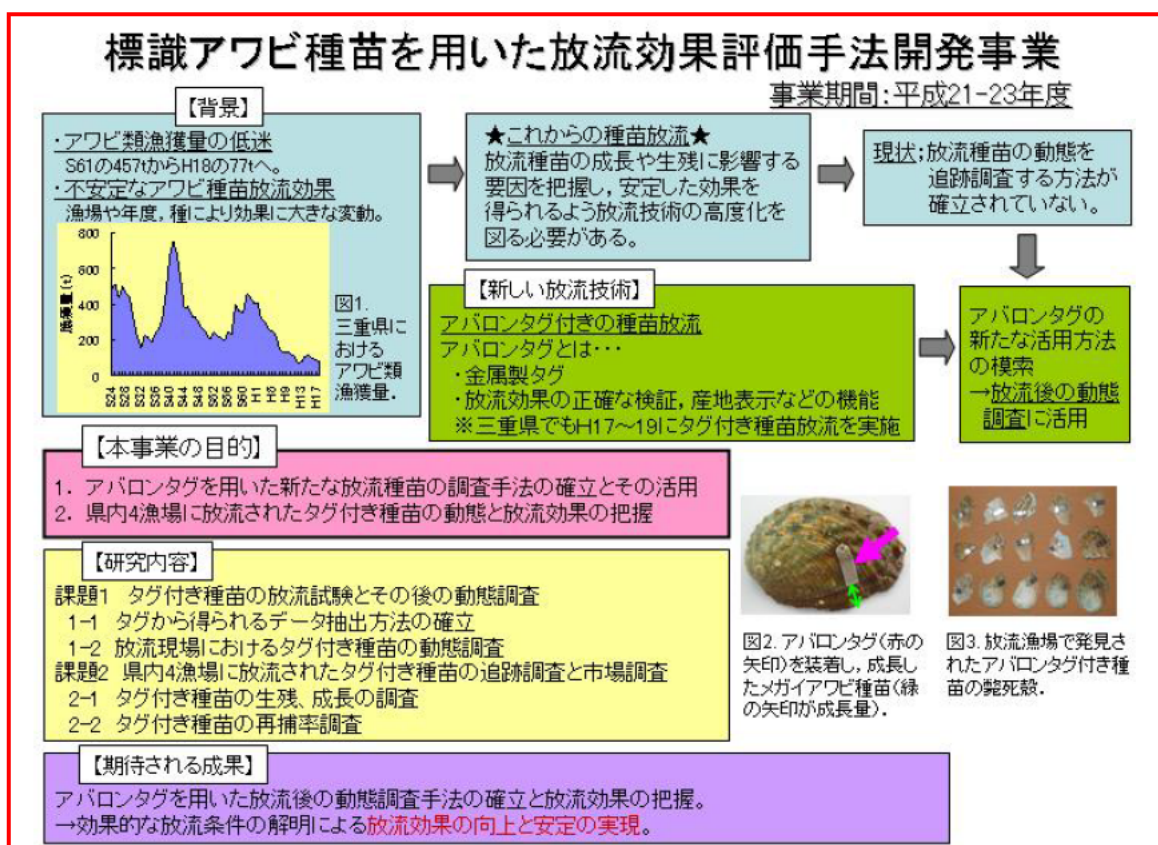 標識アワビ種苗を用いた放流効果評価手法開発事業
事業期間:平成21-23年度
【背景】
・アワビ類漁獲量の低迷
S61の457tからH18の77tへ。
・不安定なアワビ種苗放流効果
漁場や年度，種により効果に大きな変動。
800
600
400
200
0
漁獲量(t)
S24
S28
S32
S36
S40
S44
S48
S52
S56
S60
H1
H5
H9
H13
H17
図1.
三重県に
おける
アワビ類
漁獲量.
★これからの種苗放流★
放流種苗の成長や生残に影響する
要因を把握し，安定した効果を
得られるよう放流技術の高度化を
図る必要がある。
現状;放流種苗の動態を
追跡調査する方法が
確立されていない。
【新しい放流技術】
アバロンタグ付きの種苗放流
アバロンタグとは・・・
・金属製タグ
・放流効果の正確な検証，産地表示などの機能
※三重県でもH17～19にタグ付き種苗放流を実施
アバロンタグの
新たな活用方法
の模索
→放流後の動態
調査に活用
【本事業の目的】
1. アバロンタグを用いた新たな放流種苗の調査手法の確立とその活用
2. 県内4漁場に放流されたタグ付き種苗の動態と放流効果の把握
【研究内容】
課題1 タグ付き種苗の放流試験とその後の動態調査
1-1 タグから得られるデータ抽出方法の確立
1-2 放流現場におけるタグ付き種苗の動態調査
課題2 県内4漁場に放流されたタグ付き種苗の追跡調査と市場調査
2-1 タグ付き種苗の生残、成長の調査
2-2 タグ付き種苗の再捕率調査
図2. アバロンタグ(赤の
矢印)を装着し，成長し
たメガイアワビ種苗(緑
の矢印が成長量).
図3. 放流漁場で発見さ
れたアバロンタグ付き種
苗の斃死殻.
【期待される成果】
アバロンタグを用いた放流後の動態調査手法の確立と放流効果の把握。
→効果的な放流条件の解明による放流効果の向上と安定の実現。